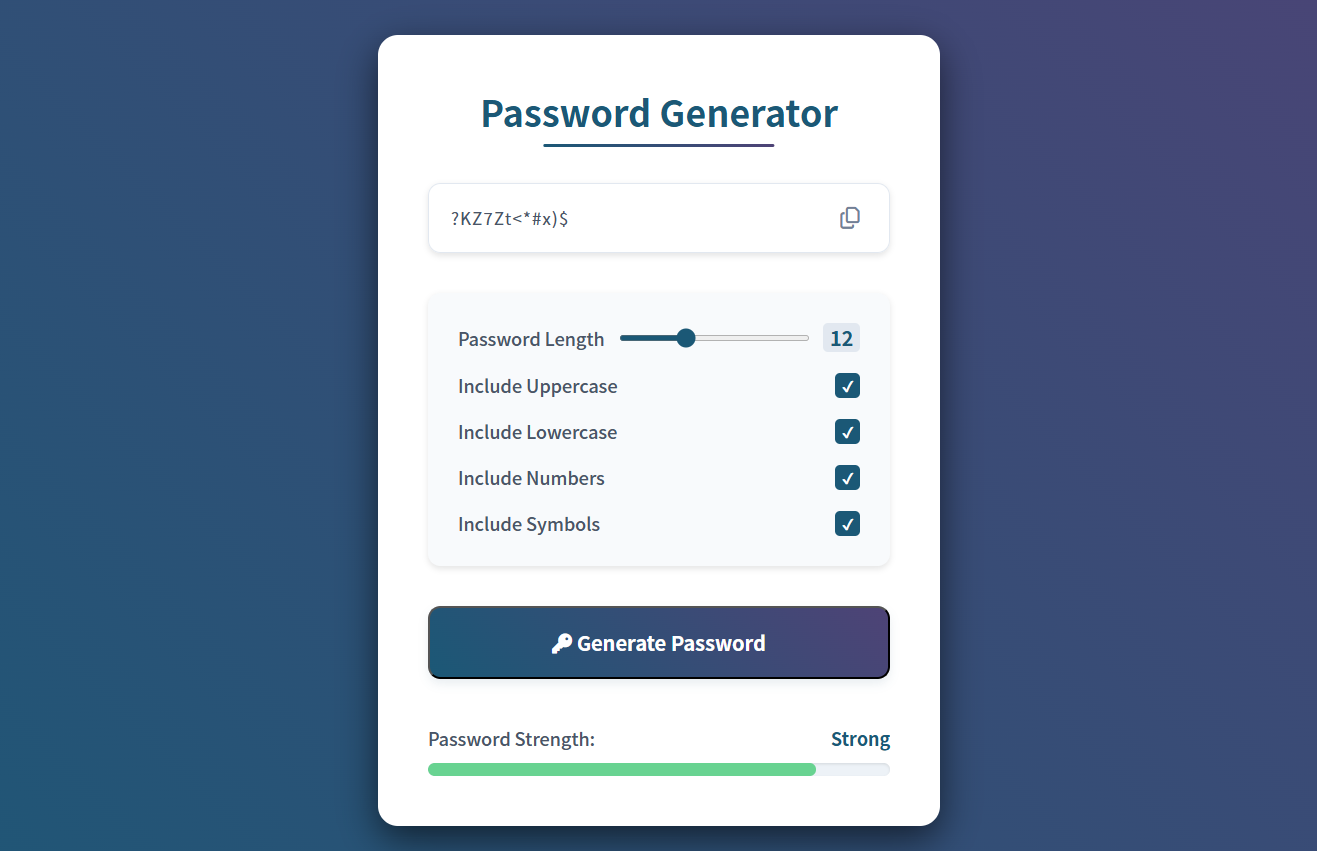 Password Generator
?KZ7Zt<*#x)$
Password Length 12
Include Uppercase
Include Lowercase
Include Numbers
Include Symbols
Generate Password
Password Strength: Strong